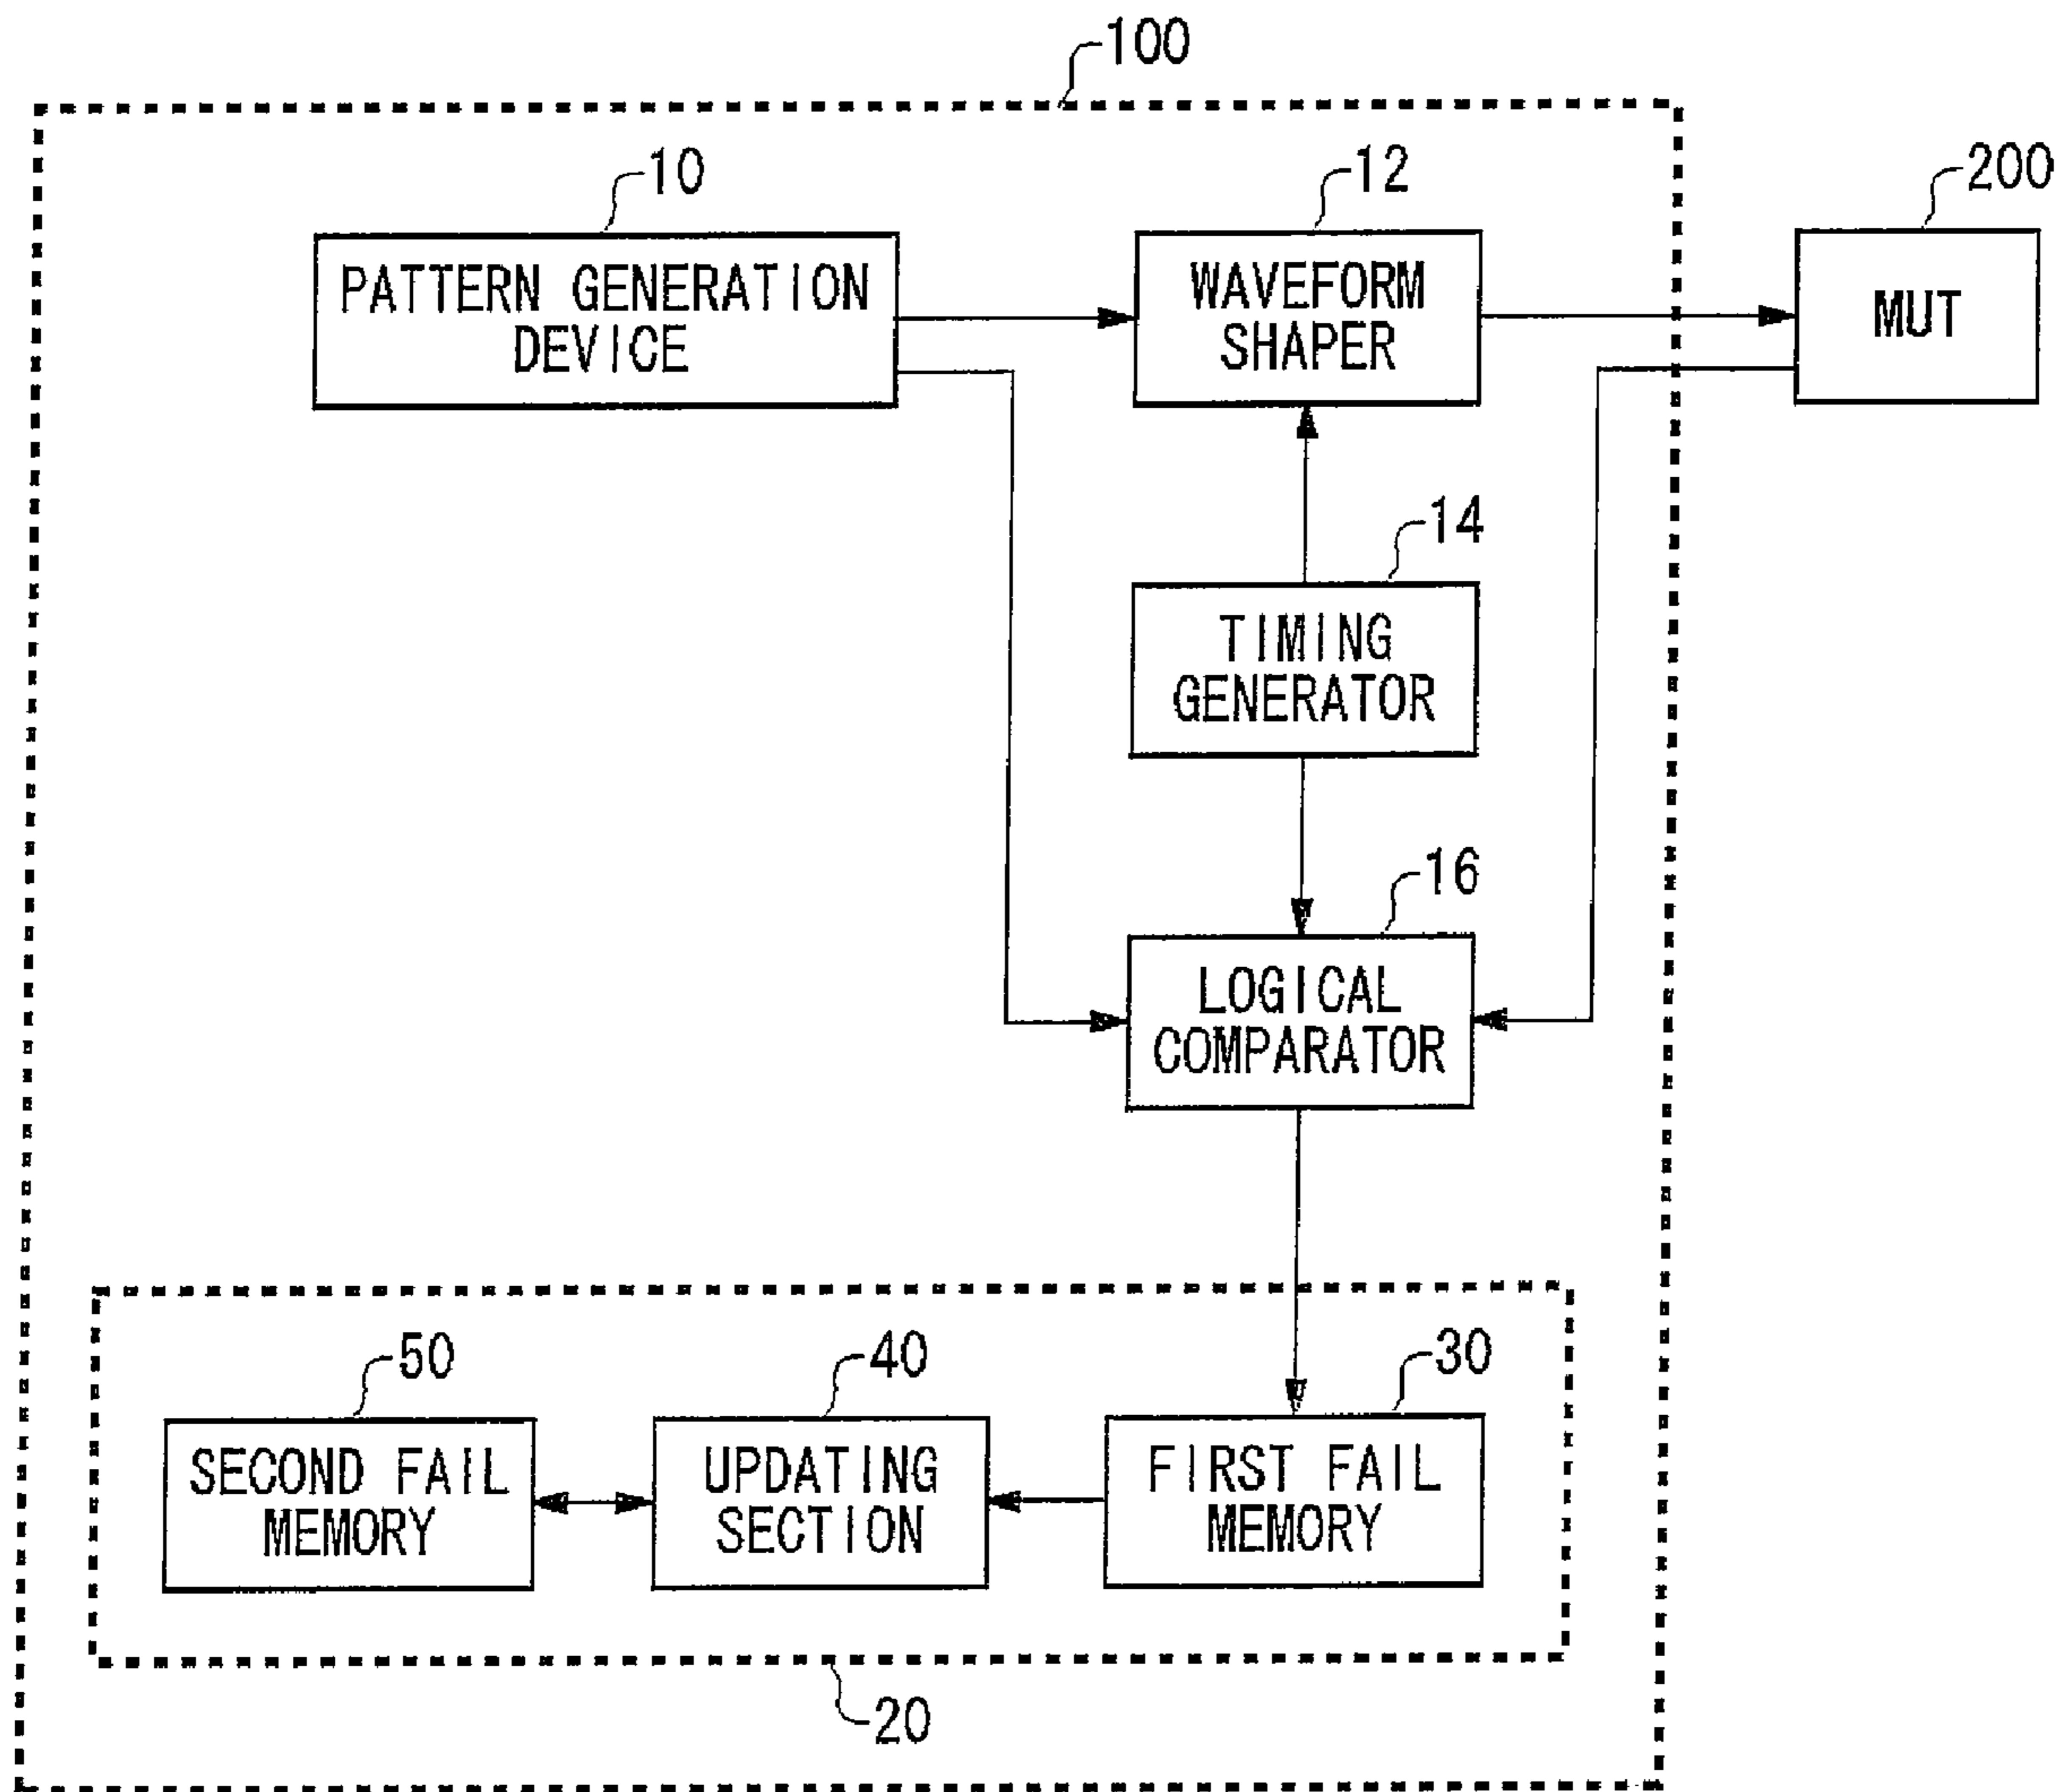 100
10
12
200
PATTERN GENERATION
DEVICE
WAVEFORM
SHAPER
MUT
14
TIMING
GENERATOR
16
LOGICAL
COMPARATOR
50
40
30
SECOND FAIL
MEMORY
UPDATING
SECTION
FIRST FAIL
MEMORY
20